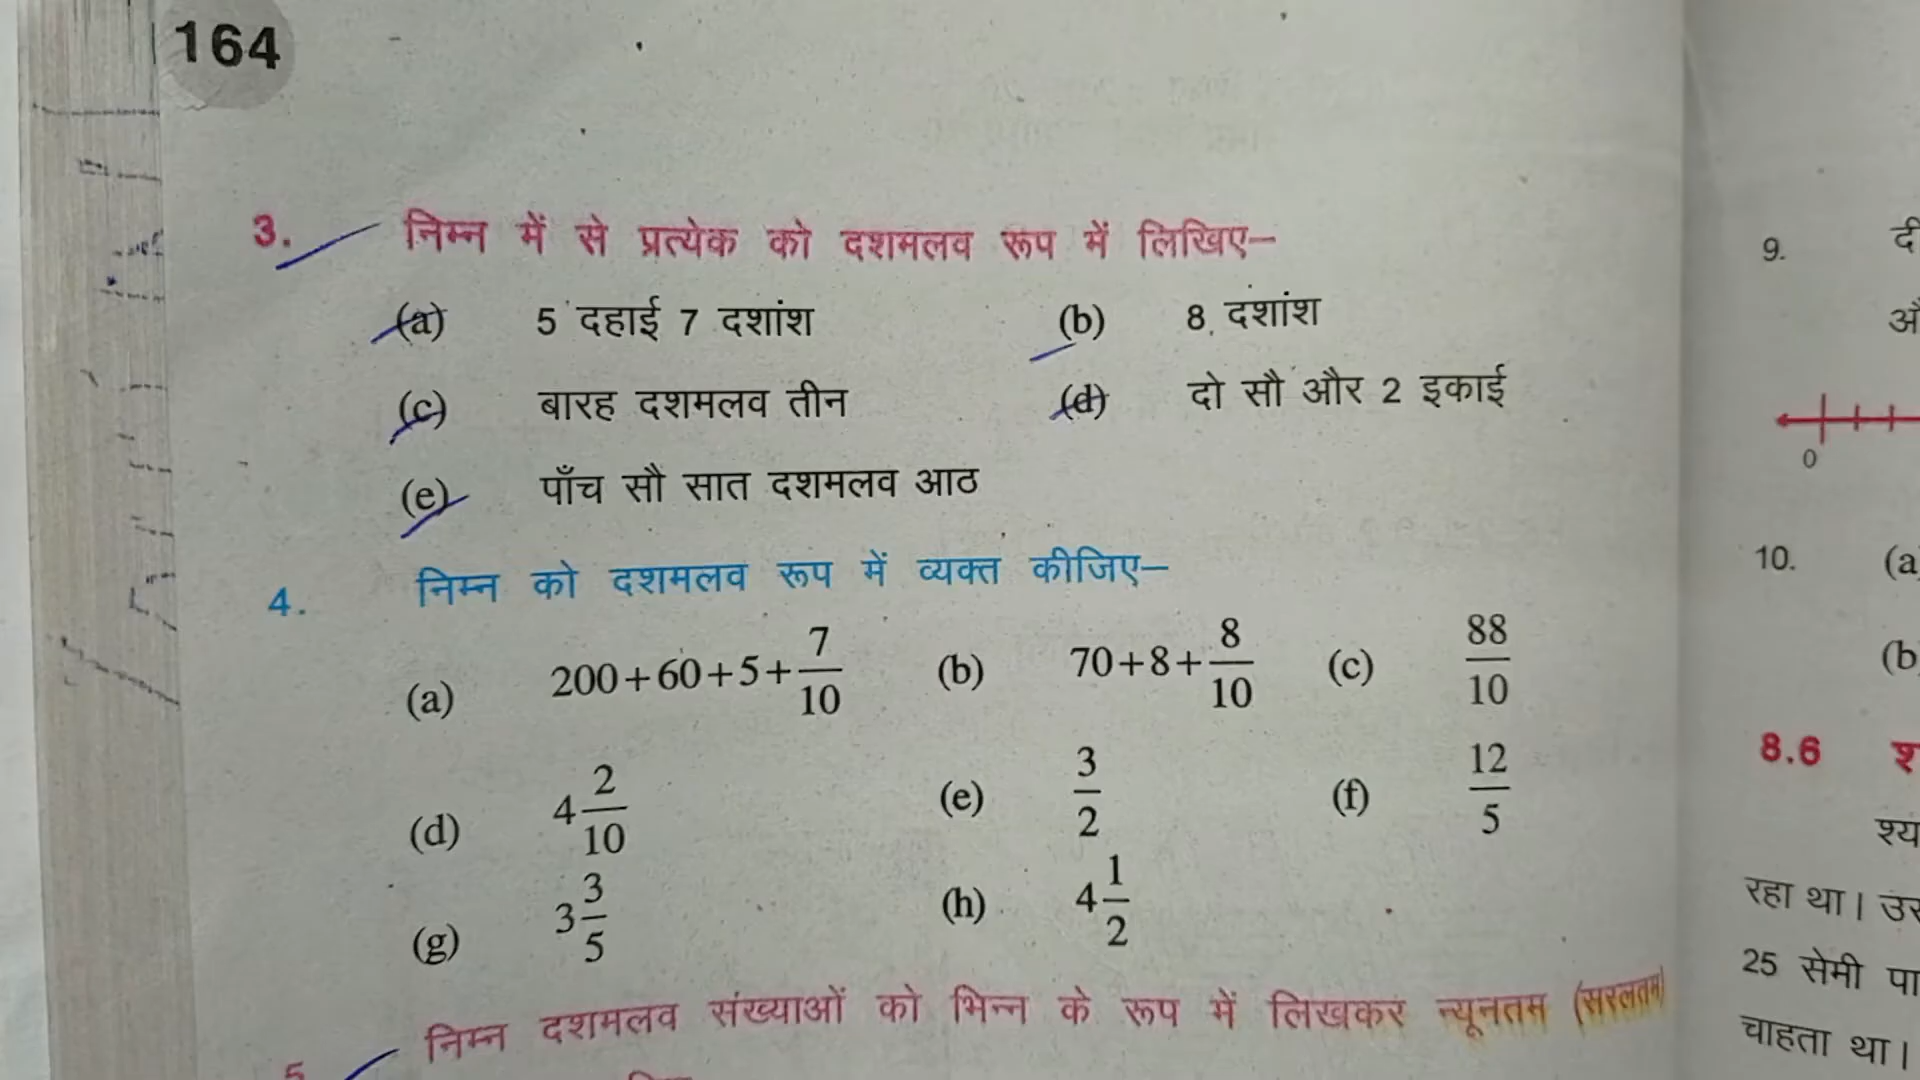 164
3. निम्न में से प्रत्येक को दशमलव रूप में लिखिए–
(a) 5 दहाई 7 दशांश (b) 8 दशांश
(c) बारह दशमलव तीन (d) दो सौ और 2 इकाई
(e) पाँच सौ सात दशमलव आठ
4. निम्न को दशमलव रूप में व्यक्त कीजिए–
(a) 200+60+5+7/10 (b) 70+8+8/10 (c) 88/10
(d) 4 2/10 (e) 3/2 (f) 12/5
(g) 3 3/5 (h) 4 1/2
5 निम्न दशमलव संख्याओं को भिन्न के रूप में लिखकर न्यूनतम (सरलतम)
9.
0
10. (a
(b
8.6
रहा था।
25 सेमी
चाहता था।